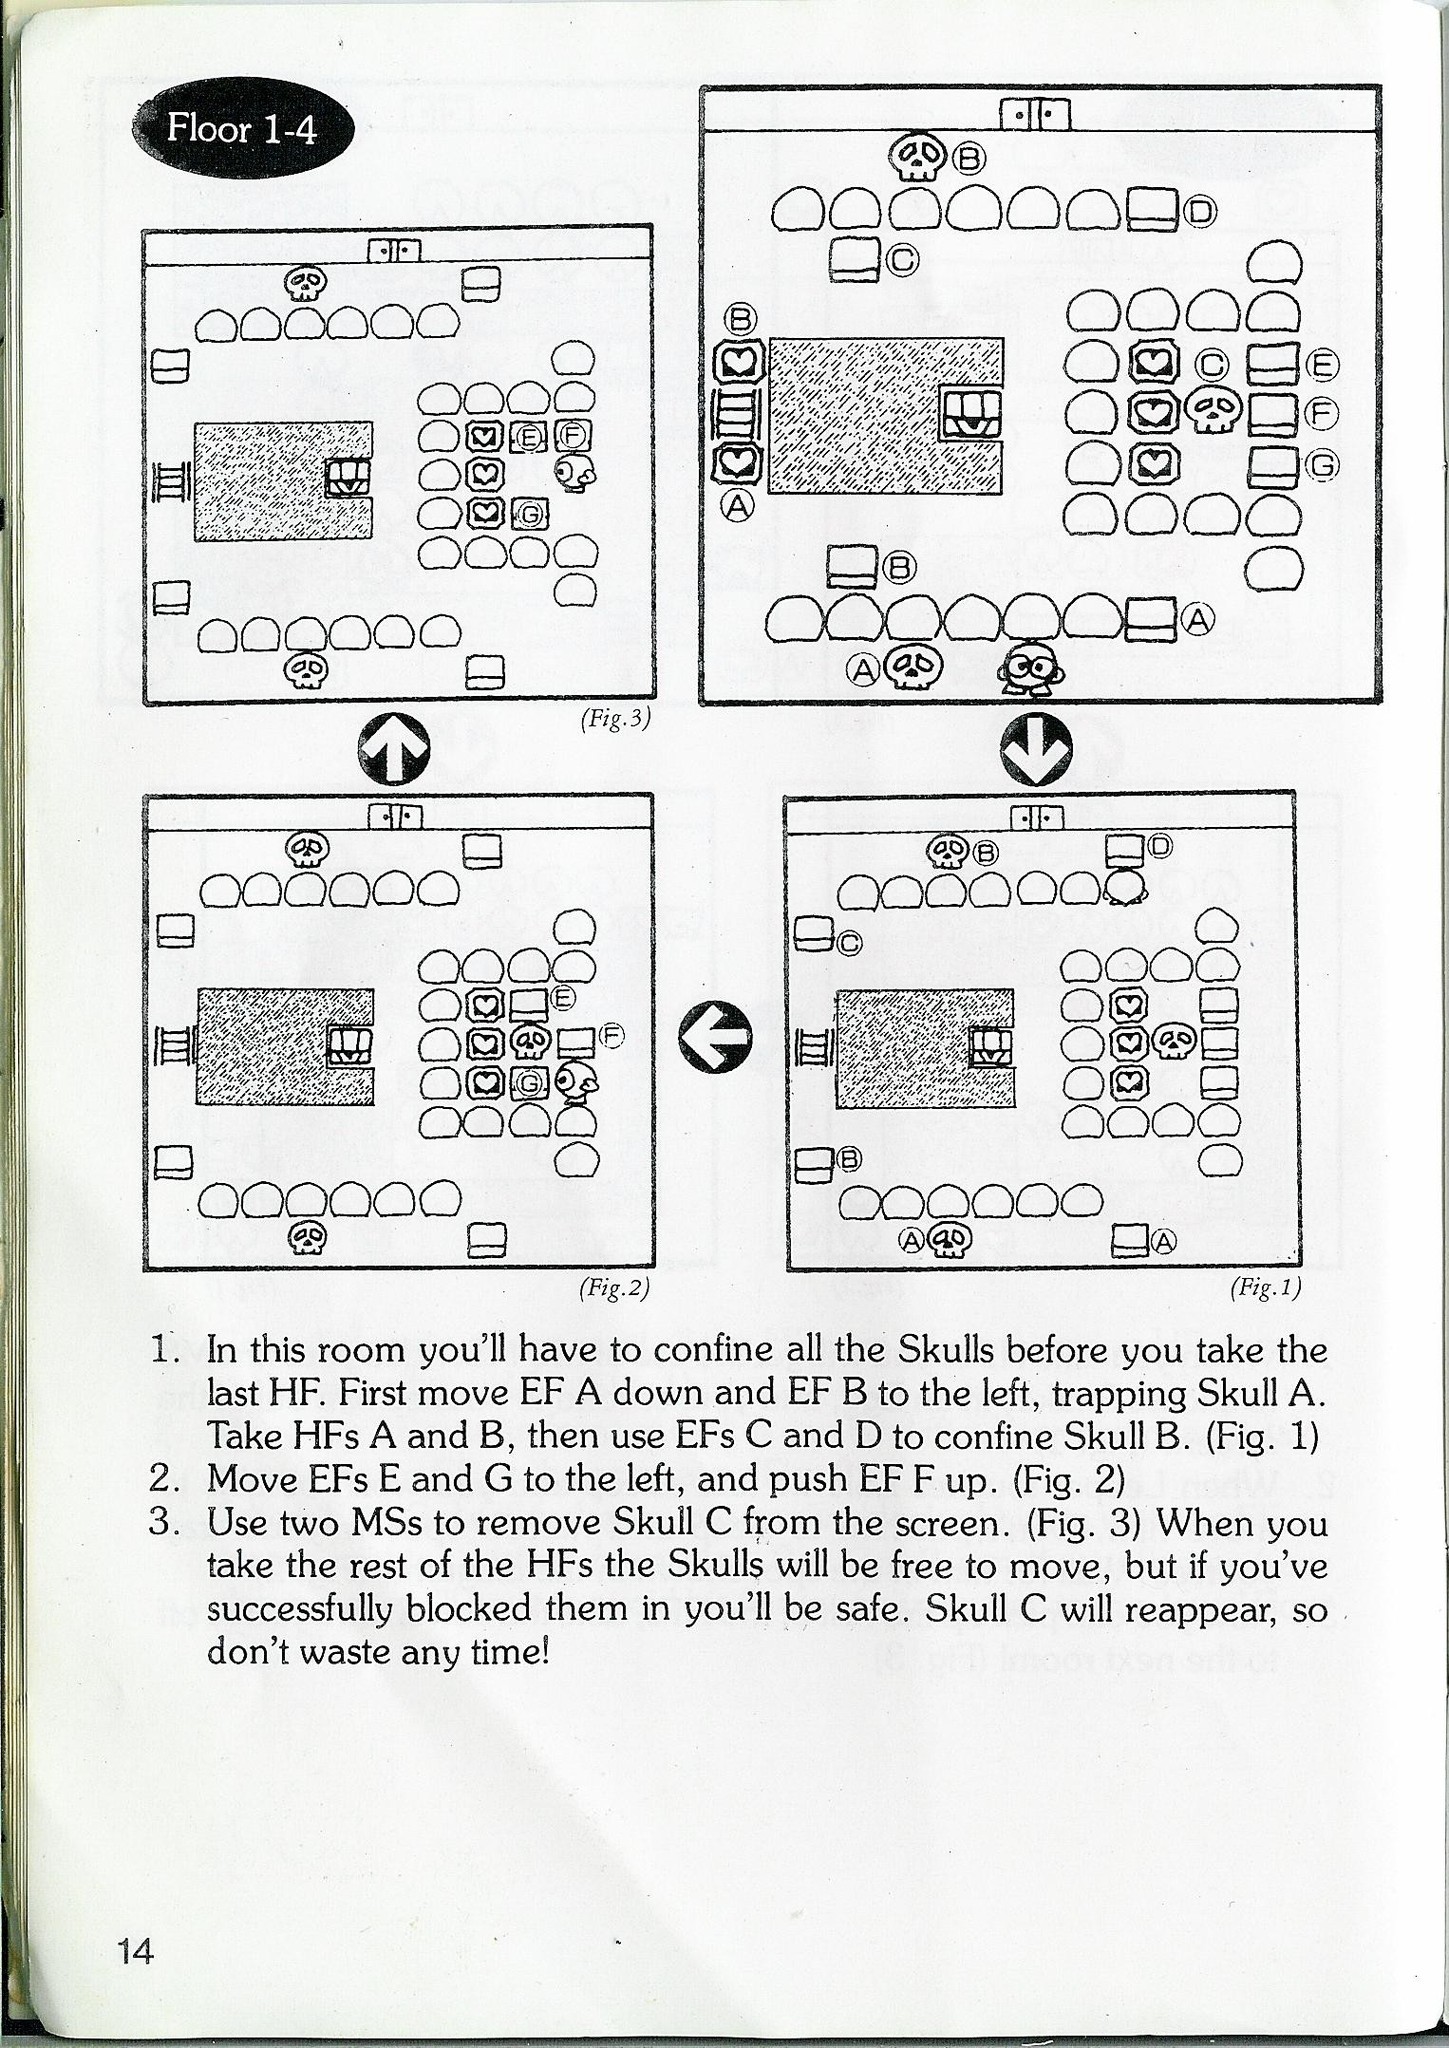 Floor 1-4
B
D
C
B
C
E
F
G
A
B
A
A
E
F
G
(Fig.3)
B
D
C
B
A
A
(Fig.1)
E
F
G
(Fig.2)
1. In this room you'll have to confine all the Skulls before you take the
last HF. First move EF A down and EF B to the left, trapping Skull A.
Take HFs A and B, then use EFs C and D to confine Skull B. (Fig. 1)
2. Move EFs E and G to the left, and push EF F up. (Fig. 2)
3. Use two MSs to remove Skull C from the screen. (Fig. 3) When you
take the rest of the HFs the Skulls will be free to move, but if you've
successfully blocked them in you'll be safe. Skull C will reappear, so
don't waste any time!
14